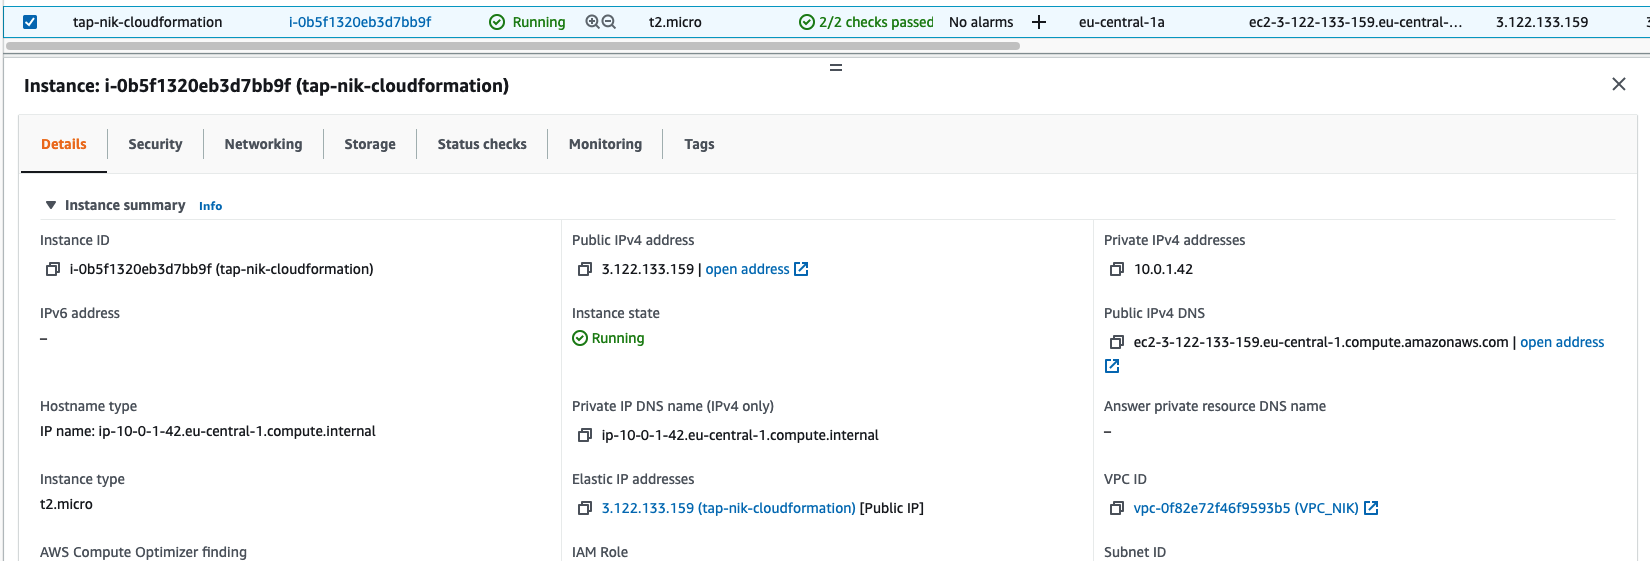 tap-nik-cloudformation i-0b5f1320eb3d7bb9f Running t2.micro 2/2 checks passed No alarms + eu-central-1a ec2-3-122-133-159.eu-central-... 3.122.133.159
Instance: i-0b5f1320eb3d7bb9f (tap-nik-cloudformation)
Details Security Networking Storage Status checks Monitoring Tags
Instance summary Info
Instance ID Public IPv4 address Private IPv4 addresses
i-0b5f1320eb3d7bb9f (tap-nik-cloudformation) 3.122.133.159 | open address 10.0.1.42
IPv6 address Instance state Public IPv4 DNS
– Running ec2-3-122-133-159.eu-central-1.compute.amazonaws.com | open address
Hostname type Private IP DNS name (IPv4 only) Answer private resource DNS name
IP name: ip-10-0-1-42.eu-central-1.compute.internal ip-10-0-1-42.eu-central-1.compute.internal –
Instance type Elastic IP addresses VPC ID
t2.micro 3.122.133.159 (tap-nik-cloudformation) [Public IP] vpc-0f82e72f46f9593b5 (VPC_NIK)
AWS Compute Optimizer finding IAM Role Subnet ID